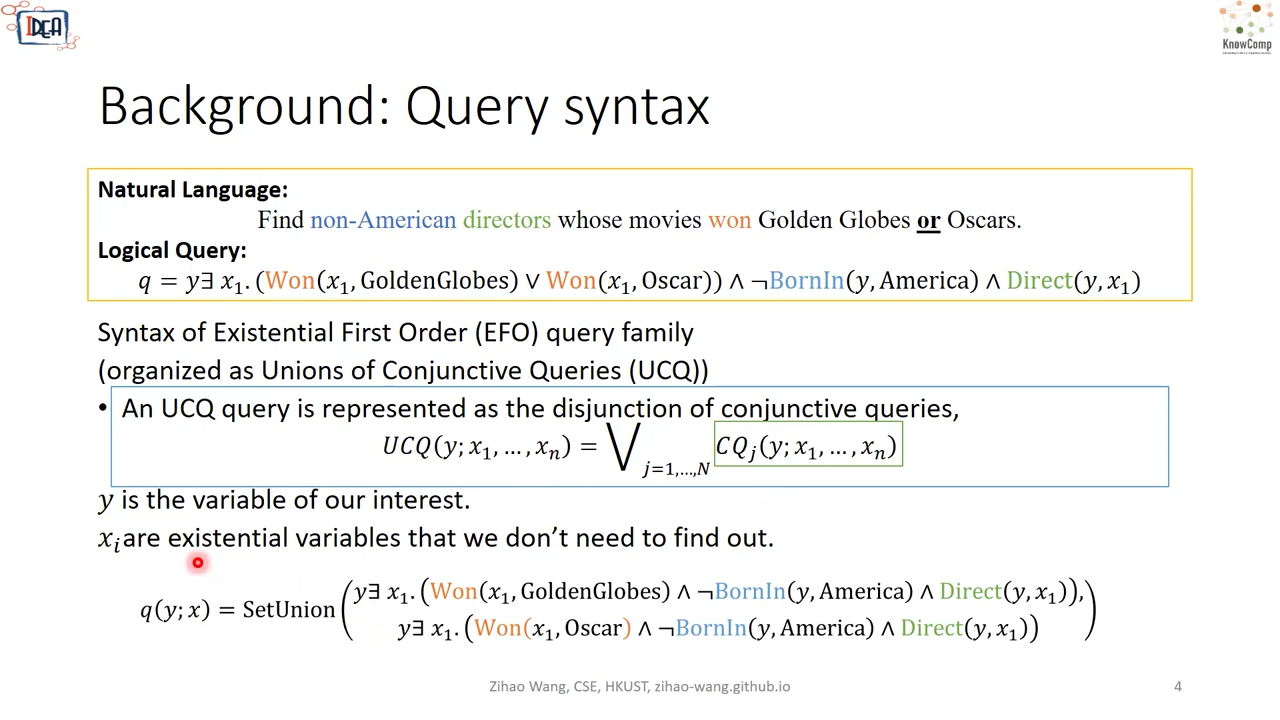 IDEA
KnowComp
Background: Query syntax
Natural Language:
Find non-American directors whose movies won Golden Globes or Oscars.
Logical Query:
q = y∃ x₁. (Won(x₁, GoldenGlobes) ∨ Won(x₁, Oscar)) ∧ ¬BornIn(y, America) ∧ Direct(y, x₁)
Syntax of Existential First Order (EFO) query family
(organized as Unions of Conjunctive Queries (UCQ))
• An UCQ query is represented as the disjunction of conjunctive queries,
UCQ(y; x₁, … , xₙ) = ⋁ j=1,…,N CQⱼ(y; x₁, … , xₙ)
y is the variable of our interest.
xᵢ are existential variables that we don’t need to find out.
q(y; x) = SetUnion
(y∃ x₁. (Won(x₁, GoldenGlobes) ∧ ¬BornIn(y, America) ∧ Direct(y, x₁)),
y∃ x₁. (Won(x₁, Oscar) ∧ ¬BornIn(y, America) ∧ Direct(y, x₁)))
Zihao Wang, CSE, HKUST, zihao-wang.github.io
4